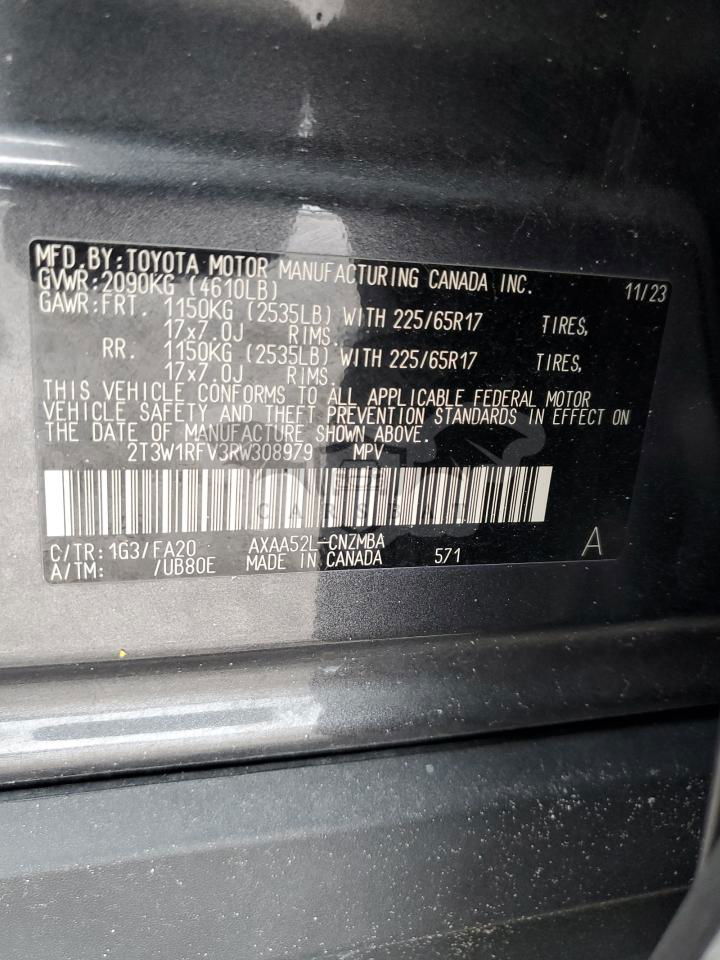 MFD.BY:TOYOTA MOTOR MANUFACTURING CANADA INC.
GVWR:2090KG (4610LB) 11/23
GAWR:FRT. 1150KG (2535LB) WITH 225/65R17 TIRES,
17x7.0J RIMS.
RR. 1150KG (2535LB) WITH 225/65R17 TIRES,
17x7.0J RIMS.
THIS VEHICLE CONFORMS TO ALL APPLICABLE FEDERAL MOTOR
VEHICLE SAFETY AND THEFT PREVENTION STANDARDS IN EFFECT ON
THE DATE OF MANUFACTURE SHOWN ABOVE.
2T3W1RFV3RW308979 MPV
C/TR:1G3/FA20 AXAA52L-CNZMBA A
A/TM: /UB80E MADE IN CANADA 571